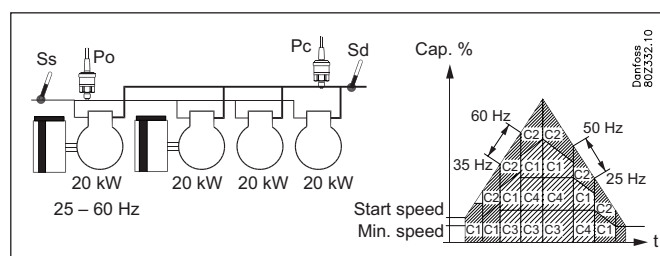 Ss
Po
Pc
Sd
20 kW 20 kW 20 kW 20 kW
25 – 60 Hz
Cap. %
Danfoss
80Z332.10
60 Hz
50 Hz
35 Hz
25 Hz
C2 C2
C2 C1 C1 C2
C2 C1 C4 C4 C1 C2
C1 C1 C3 C3 C3 C4 C1
Start speed
Min. speed
t